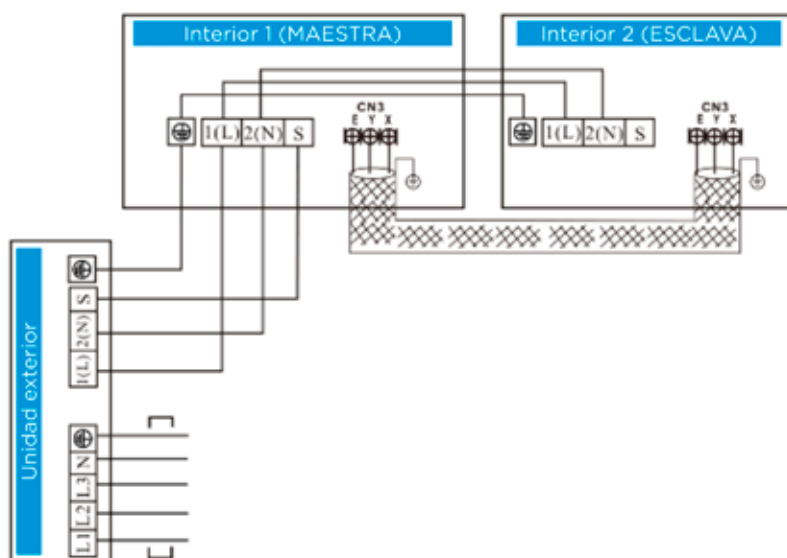 Interior 1 (MAESTRA)
Interior 2 (ESCLAVA)
1(L) 2(N) S
CN3
E Y X
1(L) 2(N) S
CN3
E Y X
Unidad exterior
S
2(N)
1(L)
N
L3
L2
L1